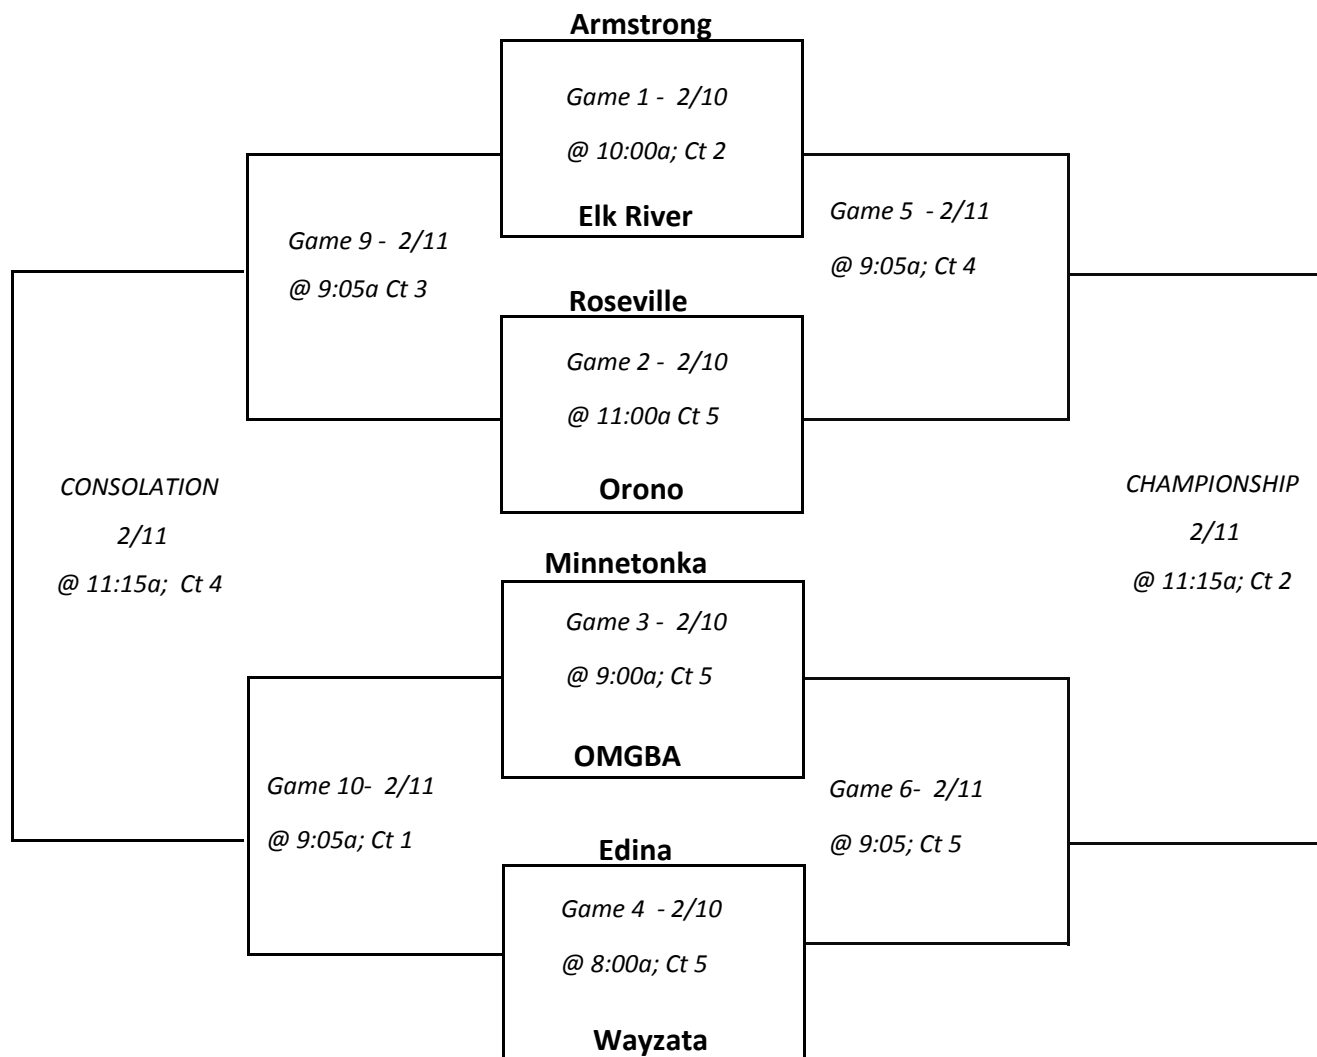 Armstrong
Game 1 -  2/10
@ 10:00a; Ct 2
Elk River
Game 5  - 2/11
@ 9:05a; Ct 4
Game 9 -  2/11
@ 9:05a Ct 3
Roseville
Game 2 -  2/10
@ 11:00a Ct 5
Orono
CONSOLATION
2/11
@ 11:15a;  Ct 4
CHAMPIONSHIP
2/11
@ 11:15a; Ct 2
Minnetonka
Game 3 -  2/10
@ 9:00a; Ct 5
OMGBA
Game 10-  2/11
@ 9:05a; Ct 1
Game 6-  2/11
@ 9:05; Ct 5
Edina
Game 4  - 2/10
@ 8:00a; Ct 5
Wayzata